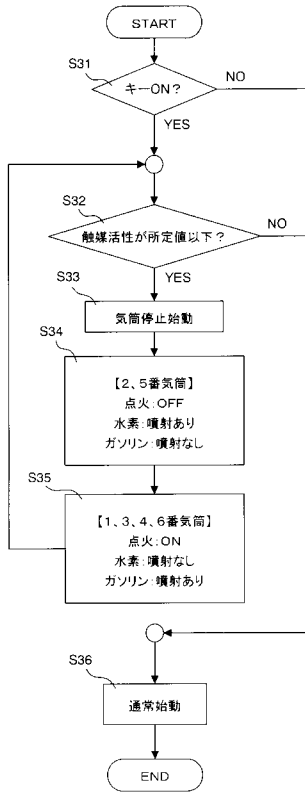 START
S31
キーON?
NO
YES
S32
触媒活性が所定値以下?
NO
YES
S33
気筒停止始動
S34
【2、5番気筒】
点火:OFF
水素:噴射あり
ガソリン:噴射なし
S35
【1、3、4、6番気筒】
点火:ON
水素:噴射なし
ガソリン:噴射あり
S36
通常始動
END